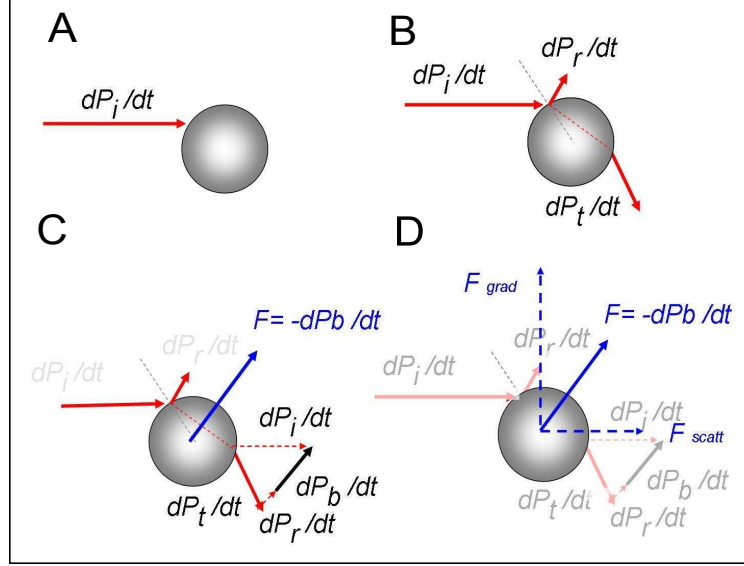 A
dP_i /dt
B
dP_r /dt
dP_i /dt
dP_t /dt
C
F= -dPb /dt
dP_r /dt
dP_i /dt
dP_i /dt
dP_b /dt
dP_t /dt
dP_r /dt
D
F grad
F= -dPb /dt
dP_r /dt
dP_i /dt
dP_i /dt
F scatt
dP_b /dt
dP_t /dt
dP_r /dt